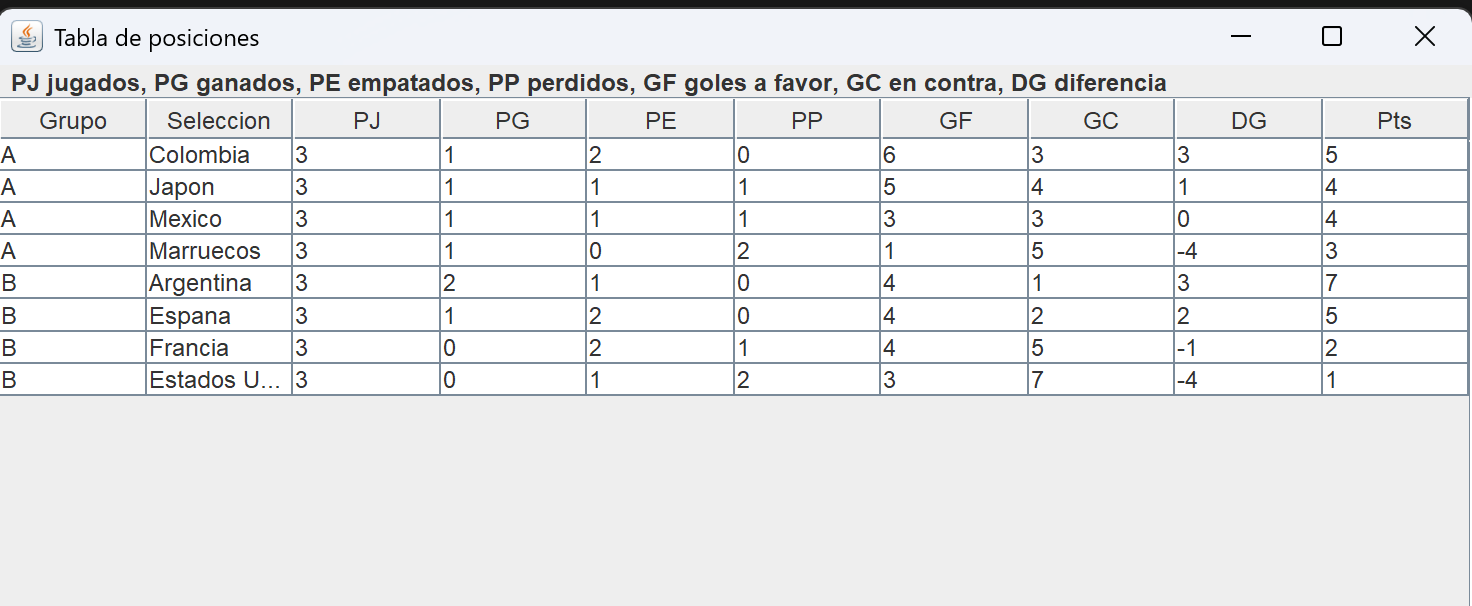 Tabla de posiciones
PJ jugados, PG ganados, PE empatados, PP perdidos, GF goles a favor, GC en contra, DG diferencia
Grupo Seleccion PJ PG PE PP GF GC DG Pts
A Colombia 3 1 2 0 6 3 3 5
A Japon 3 1 1 1 5 4 1 4
A Mexico 3 1 1 1 3 3 0 4
A Marruecos 3 1 0 2 1 5 -4 3
B Argentina 3 2 1 0 4 1 3 7
B Espana 3 1 2 0 4 2 2 5
B Francia 3 0 2 1 4 5 -1 2
B Estados U... 3 0 1 2 3 7 -4 1